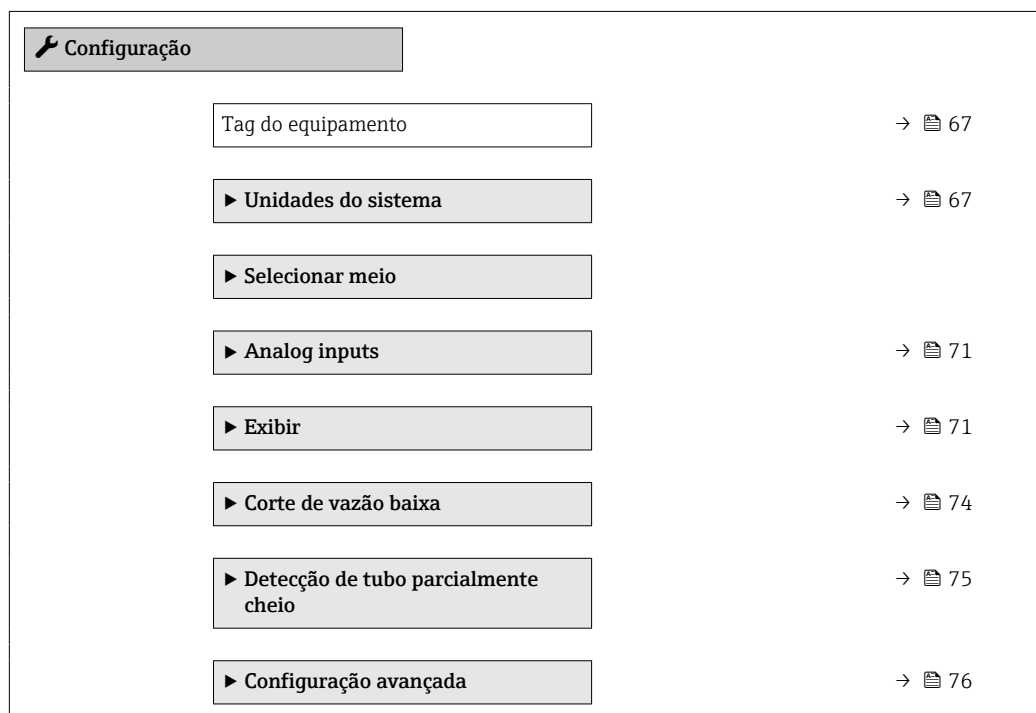 Configuração
Tag do equipamento → 67
▶ Unidades do sistema → 67
▶ Selecionar meio
▶ Analog inputs → 71
▶ Exibir → 71
▶ Corte de vazão baixa → 74
▶ Detecção de tubo parcialmente → 75
cheio
▶ Configuração avançada → 76